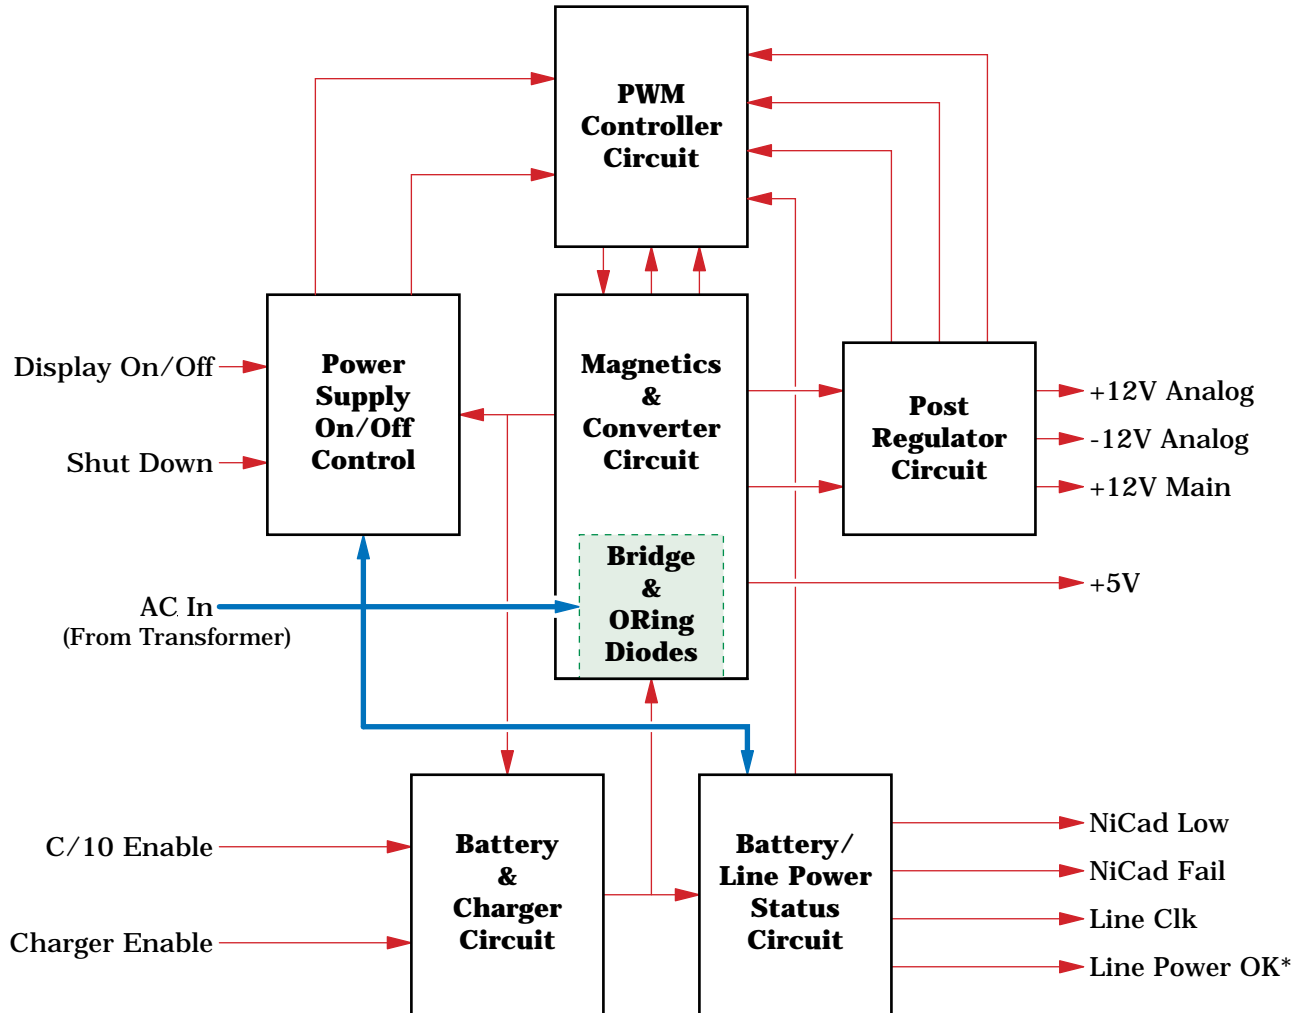 PWM
Controller
Circuit
Display On/Off
Shut Down
Power
Supply
On/Off
Control
Magnetics
&
Converter
Circuit
Post
Regulator
Circuit
+12V Analog
-12V Analog
+12V Main
+5V
Bridge
&
ORing
Diodes
AC In
(From Transformer)
C/10 Enable
Charger Enable
Battery
&
Charger
Circuit
Battery/
Line Power
Status
Circuit
NiCad Low
NiCad Fail
Line Clk
Line Power OK*